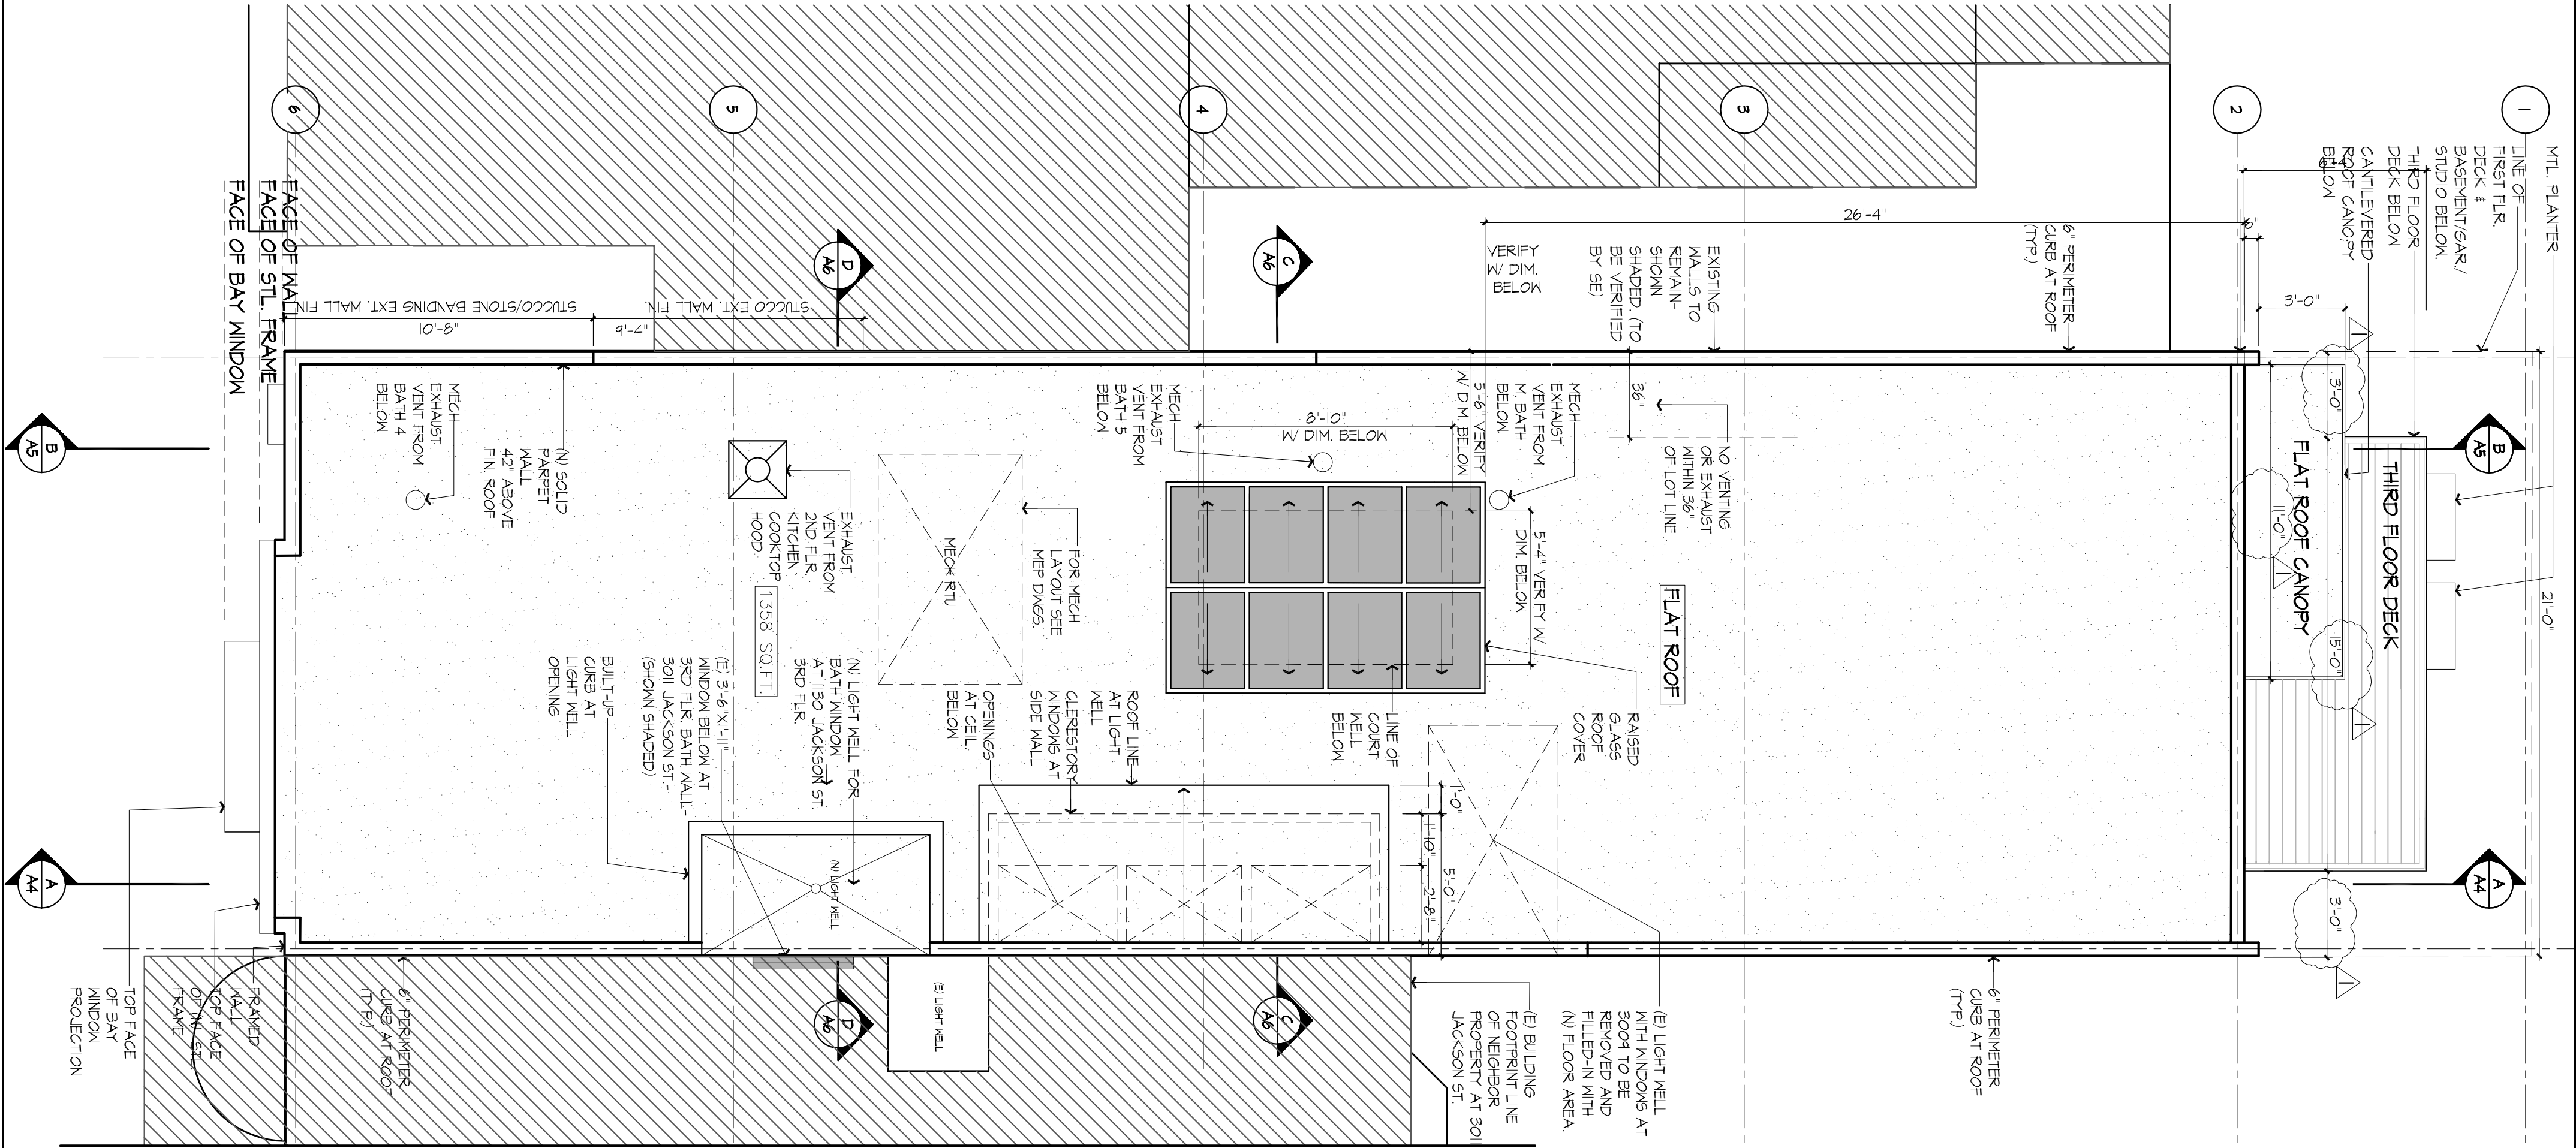 MTL. PLANTER
LINE OF
FIRST FLR.
DECK &
BASEMENT/GAR./
STUDIO BELOW.
THIRD FLOOR
DECK BELOW
CANTILEVERED
ROOF CANOPY
BELOW
6'-4"
1
2
3
4
5
6
21'-0"
26'-4"
6"
3'-0"
6" PERIMETER
CURB AT ROOF
(TYP.)
EXISTING
WALLS TO
REMAIN-
SHOWN
SHADED. (TO
BE VERIFIED
BY SE)
VERIFY
W/ DIM.
BELOW
C
A6
D
A6
STUCCO EXT. WALL FIN.
9'-4"
STUCCO/STONE BANDING EXT. WALL FIN
10'-8"
FACE OF WALL
FACE OF STL. FRAME
FACE OF BAY WINDOW
B
A5
B
A5
3'-0"
11'-0"
15'-0"
3'-0"
1
1
1
1
THIRD FLOOR DECK
FLAT ROOF CANOPY
FLAT ROOF
NO VENTING
OR EXHAUST
WITHIN 36"
OF LOT LINE
36"
MECH
EXHAUST
VENT FROM
M. BATH
BELOW
5'-6" VERIFY
W/ DIM. BELOW
8'-10"
W/ DIM. BELOW
5'-4" VERIFY W/
DIM. BELOW
MECH
EXHAUST
VENT FROM
BATH 5
BELOW
RAISED
GLASS
ROOF
COVER
LINE OF
COURT
WELL
BELOW
FOR MECH
LAYOUT SEE
MEP DWGS.
MECH RTU
EXHAUST
VENT FROM
2ND FLR.
KITCHEN
COOKTOP
HOOD
1358 SQ.FT.
(N) SOLID
PARPET
WALL
42" ABOVE
FIN. ROOF
MECH
EXHAUST
VENT FROM
BATH 4
BELOW
ROOF LINE
AT LIGHT
WELL
CLERESTORY
WINDOWS AT
SIDE WALL
OPENINGS
AT CEIL.
BELOW
1'-0"
1'-10"
5'-0"
2'-8"
(N) LIGHT WELL FOR
BATH WINDOW
AT 1130 JACKSON ST.
3RD FLR.
(E) 3'-6"X1'-11"
WINDOW BELOW AT
3RD FLR. BATH WALL -
3011 JACKSON ST.-
(SHOWN SHADED)
BUILT-UP
CURB AT
LIGHT WELL
OPENING
(N) LIGHT WELL
A
A4
A
A4
(E) LIGHT WELL
C
A6
D
A6
6" PERIMETER
CURB AT ROOF
(TYP.)
(E) LIGHT WELL
WITH WINDOWS AT
3009 TO BE
REMOVED AND
FILLED-IN WITH
(N) FLOOR AREA.
(E) BUILDING
FOOTPRINT LINE
OF NEIGHBOR
PROPERTY AT 3011
JACKSON ST.
6" PERIMETER
CURB AT ROOF
(TYP.)
FRAMED
WALL
TOP FACE
OF (N) STL.
FRAME
TOP FACE
OF BAY
WINDOW
PROJECTION